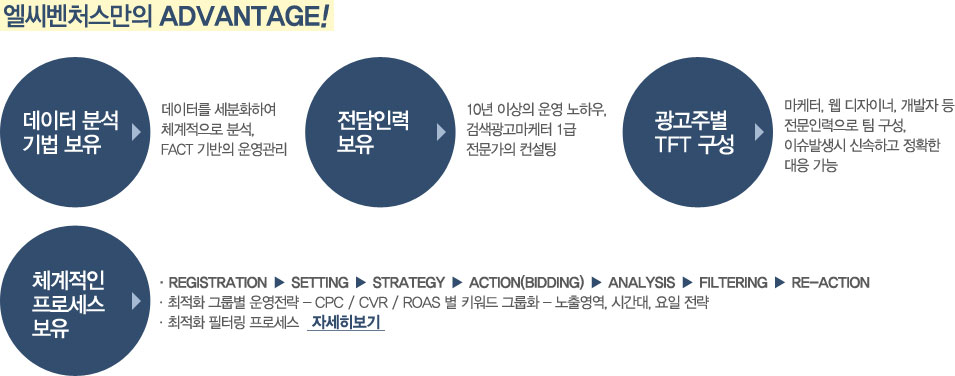 엘씨벤처스만의 ADVANTAGE!
데이터 분석
기법 보유
데이터를 세분화하여
체계적으로 분석,
FACT 기반의 운영관리
전담인력
보유
10년 이상의 운영 노하우,
검색광고마케터 1급
전문가의 컨설팅
광고주별
TFT 구성
마케터, 웹 디자이너, 개발자 등
전문인력으로 팀 구성,
이슈발생시 신속하고 정확한
대응 가능
체계적인
프로세스
보유
· REGISTRATION ▶ SETTING ▶ STRATEGY ▶ ACTION(BIDDING) ▶ ANALYSIS ▶ FILTERING ▶ RE-ACTION
· 최적화 그룹별 운영전략 - CPC / CVR / ROAS 별 키워드 그룹화 - 노출영역, 시간대, 요일 전략
· 최적화 필터링 프로세스 자세히보기